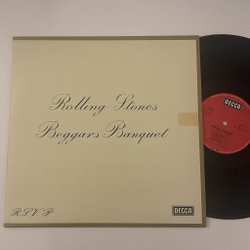 Rolling Stones
Beggars Banquet
R.S.V.P.
DECCA
DECCA